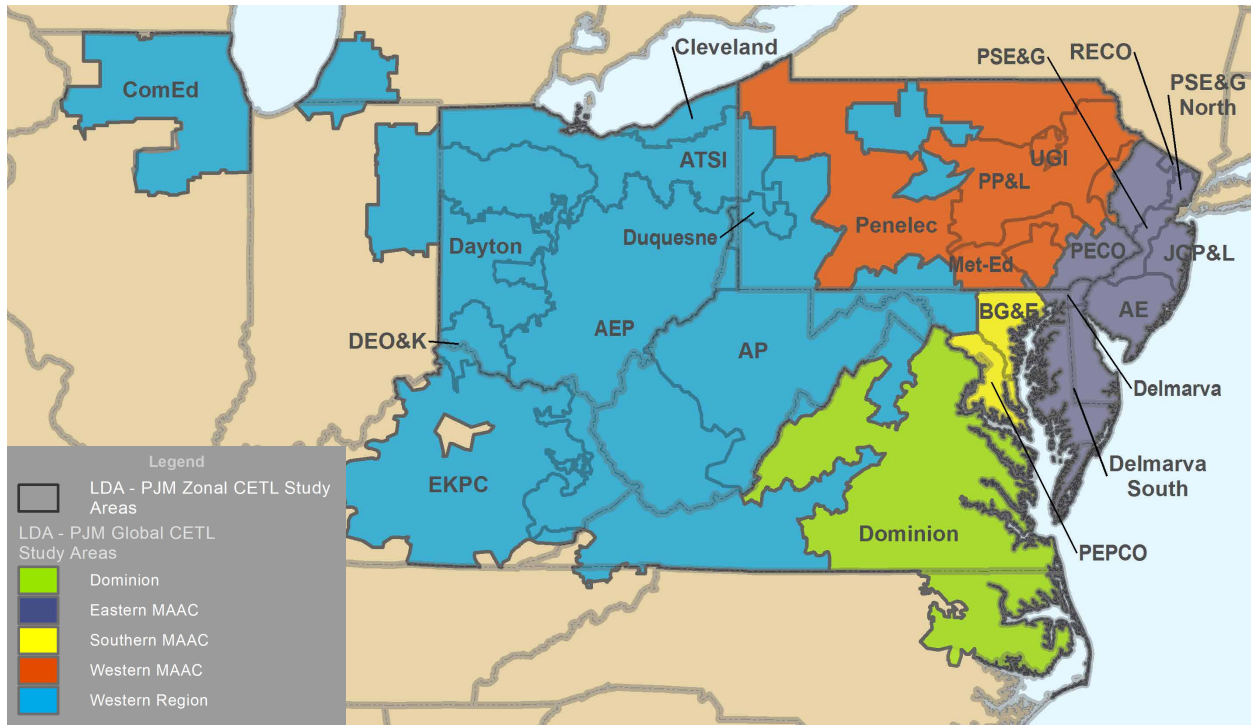 Cleveland
PSE&G
RECO
PSE&G
North
ComEd
ATSI
UGI
PP&L
Duquesne
Penelec
Dayton
Met-Ed
PECO
JCP&L
BG&E
AE
DEO&K
AEP
AP
Delmarva
Delmarva
South
EKPC
Dominion
PEPCO
Legend
LDA - PJM Zonal CETL Study
Areas
LDA - PJM Global CETL
Study Areas
Dominion
Eastern MAAC
Southern MAAC
Western MAAC
Western Region